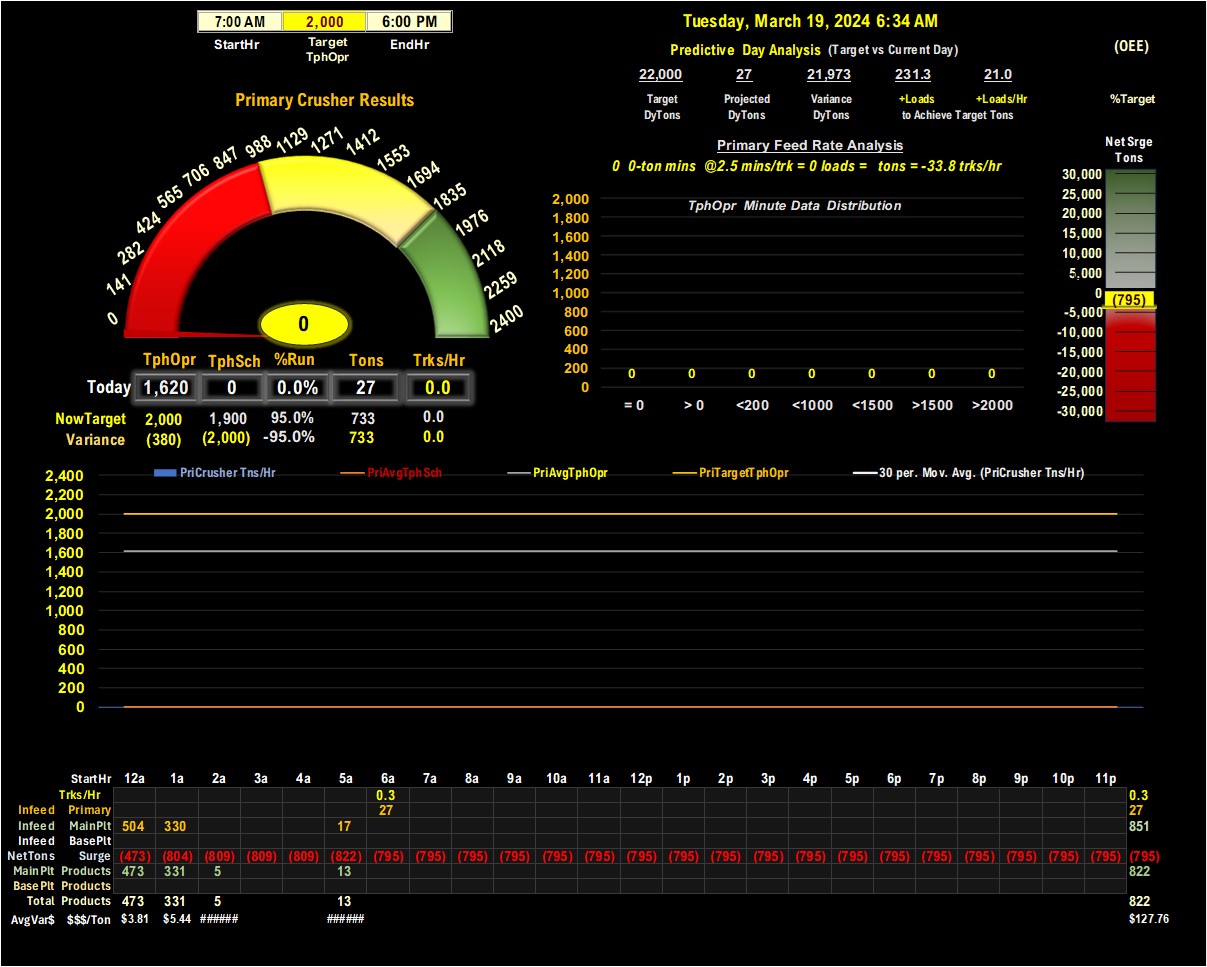 7:00 AM 2,000 6:00 PM
StartHr Target TphOpr EndHr
Tuesday, March 19, 2024 6:34 AM
Predictive Day Analysis (Target vs Current Day)
(OEE)
22,000 27 21,973 231.3 21.0
Target DyTons Projected DyTons Variance DyTons +Loads +Loads/Hr
to Achieve Target Tons
%Target
Primary Crusher Results
0 141 282 424 565 706 847 988 1129 1271 1412 1553 1694 1835 1976 2118 2259 2400
0
TphOpr TphSch %Run Tons Trks/Hr
Today 1,620 0 0.0% 27 0.0
NowTarget 2,000 1,900 95.0% 733 0.0
Variance (380) (2,000) -95.0% 733 0.0
Primary Feed Rate Analysis
0 0-ton mins @2.5 mins/trk = 0 loads = tons = -33.8 trks/hr
TphOpr Minute Data Distribution
2,000
1,800
1,600
1,400
1,200
1,000
800
600
400
200
0
0 0 0 0 0 0 0
= 0 > 0 <200 <1000 <1500 >1500 >2000
Net Srge
Tons
30,000
25,000
20,000
15,000
10,000
5,000
0
(795)
-5,000
-10,000
-15,000
-20,000
-25,000
-30,000
PriCrusher Tns/Hr PriAvgTphSch PriAvgTphOpr PriTargetTphOpr 30 per. Mov. Avg. (PriCrusher Tns/Hr)
2,400
2,200
2,000
1,800
1,600
1,400
1,200
1,000
800
600
400
200
0
StartHr 12a 1a 2a 3a 4a 5a 6a 7a 8a 9a 10a 11a 12p 1p 2p 3p 4p 5p 6p 7p 8p 9p 10p 11p
Trks/Hr 0.3 0.3
Infeed Primary 27 27
Infeed MainPlt 504 330 17 851
Infeed BasePlt
NetTons Surge (473) (804) (809) (809) (809) (822) (795) (795) (795) (795) (795) (795) (795) (795) (795) (795) (795) (795) (795) (795) (795) (795) (795) (795) (795)
MainPlt Products 473 331 5 13 822
BasePlt Products
Total Products 473 331 5 13 822
AvgVar$ $$$/Ton $3.81 $5.44 ###### ###### $127.76